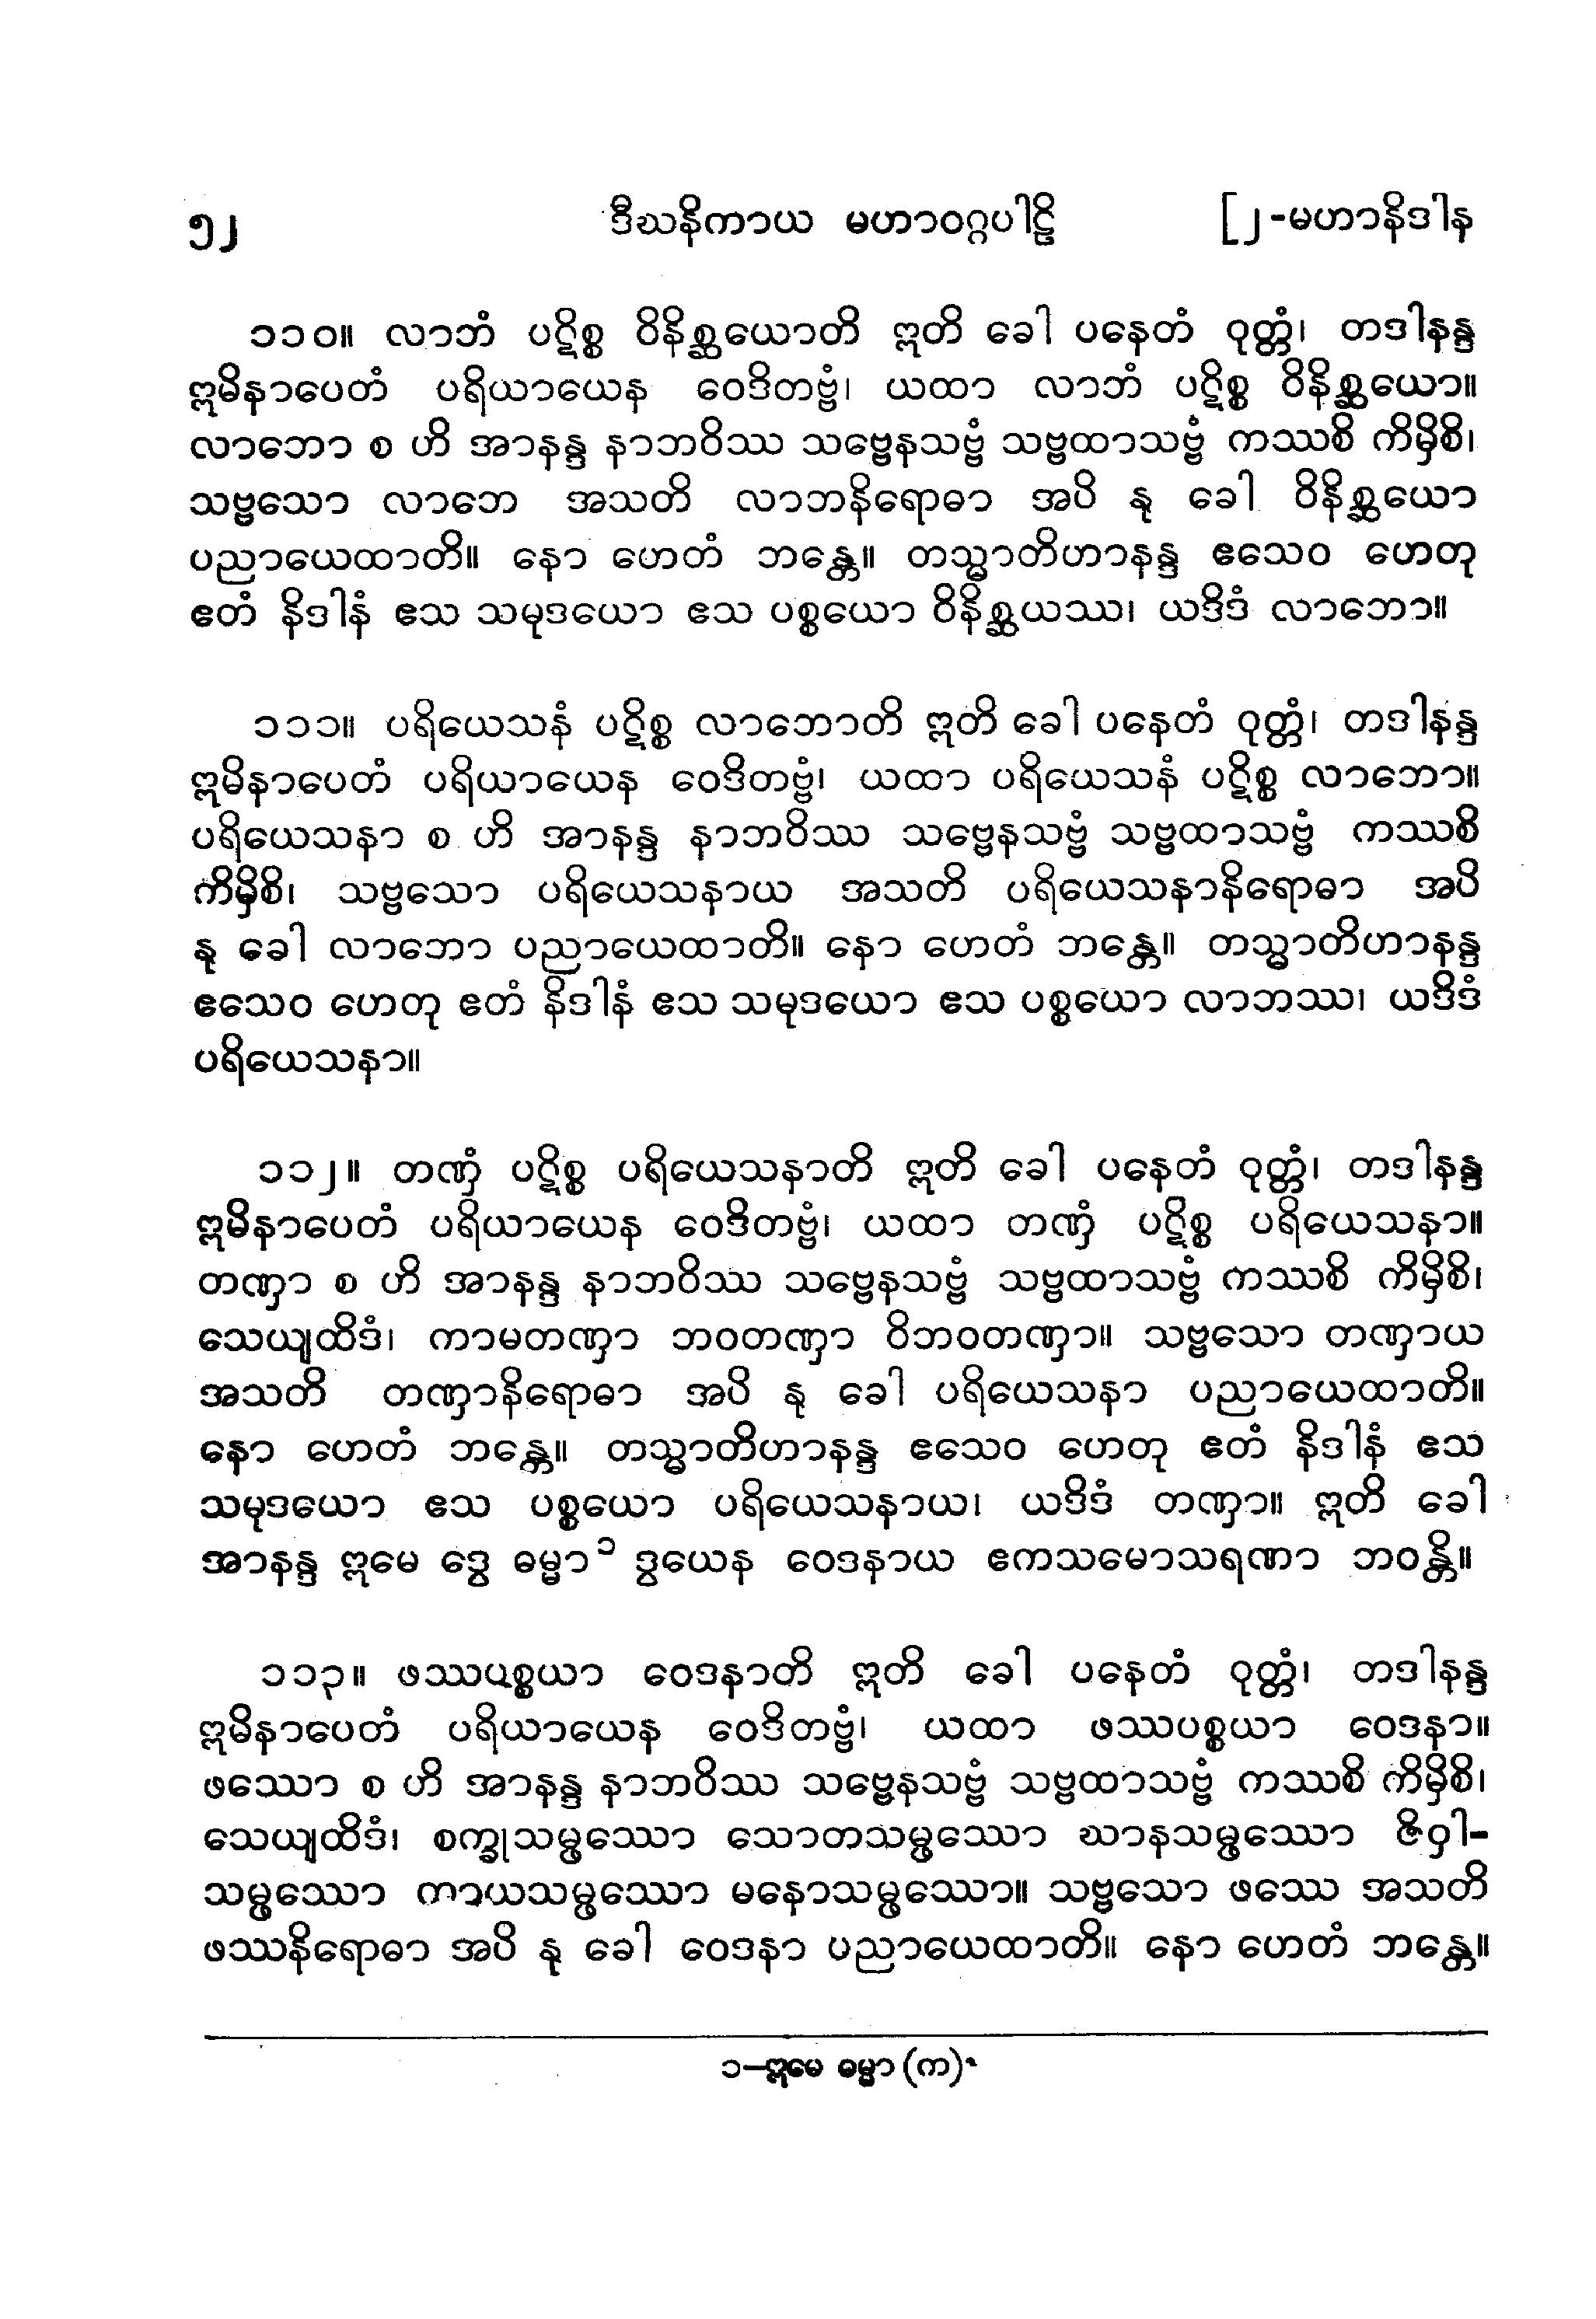 ၅၂ ဒီဃနိကာယ မဟာဝဂ္ဂပါဠိ [၂-မဟာနိဒါန
၁၁၀။ လာဘံ ပဋိစ္စ ဝိနိစ္ဆယောတိ ဣတိ ခေါ ပနေတံ ဝုတ္တံ၊ တဒါနန္ဒ
ဣမိနာပေတံ ပရိယာယေန ဝေဒိတဗ္ဗံ၊ ယထာ လာဘံ ပဋိစ္စ ဝိနိစ္ဆယော။
လာဘော စ ဟိ အာနန္ဒ နာဘဝိဿ သဗ္ဗေနသဗ္ဗံ သဗ္ဗထာသဗ္ဗံ ကဿစိ ကိမှိစိ၊
သဗ္ဗသော လာဘေ အသတိ လာဘနိရောဓာ အပိ နု ခေါ ဝိနိစ္ဆယော
ပညာယေထာတိ။ နော ဟေတံ ဘန္တေ။ တသ္မာတိဟာနန္ဒ ဧသေဝ ဟေတု
ဧတံ နိဒါနံ ဧသ သမုဒယော ဧသ ပစ္စယော ဝိနိစ္ဆယဿ၊ ယဒိဒံ လာဘော။
၁၁၁။ ပရိယေသနံ ပဋိစ္စ လာဘောတိ ဣတိ ခေါ ပနေတံ ဝုတ္တံ၊ တဒါနန္ဒ
ဣမိနာပေတံ ပရိယာယေန ဝေဒိတဗ္ဗံ၊ ယထာ ပရိယေသနံ ပဋိစ္စ လာဘော။
ပရိယေသနာ စ ဟိ အာနန္ဒ နာဘဝိဿ သဗ္ဗေနသဗ္ဗံ သဗ္ဗထာသဗ္ဗံ ကဿစိ
ကိမှိစိ၊ သဗ္ဗသော ပရိယေသနာယ အသတိ ပရိယေသနာနိရောဓာ အပိ
နု ခေါ လာဘော ပညာယေထာတိ။ နော ဟေတံ ဘန္တေ။ တသ္မာတိဟာနန္ဒ
ဧသေဝ ဟေတု ဧတံ နိဒါနံ ဧသ သမုဒယော ဧသ ပစ္စယော လာဘဿ၊ ယဒိဒံ
ပရိယေသနာ။
၁၁၂။ တဏှံ ပဋိစ္စ ပရိယေသနာတိ ဣတိ ခေါ ပနေတံ ဝုတ္တံ၊ တဒါနန္ဒ
ဣမိနာပေတံ ပရိယာယေန ဝေဒိတဗ္ဗံ၊ ယထာ တဏှံ ပဋိစ္စ ပရိယေသနာ။
တဏှာ စ ဟိ အာနန္ဒ နာဘဝိဿ သဗ္ဗေနသဗ္ဗံ သဗ္ဗထာသဗ္ဗံ ကဿစိ ကိမှိစိ၊
သေယျထိဒံ၊ ကာမတဏှာ ဘဝတဏှာ ဝိဘဝတဏှာ။ သဗ္ဗသော တဏှာယ
အသတိ တဏှာနိရောဓာ အပိ နု ခေါ ပရိယေသနာ ပညာယေထာတိ။
နော ဟေတံ ဘန္တေ။ တသ္မာတိဟာနန္ဒ ဧသေဝ ဟေတု ဧတံ နိဒါနံ ဧသ
သမုဒယော ဧသ ပစ္စယော ပရိယေသနာယ၊ ယဒိဒံ တဏှာ။ ဣတိ ခေါ
အာနန္ဒ ဣမေ ဒွေ ဓမ္မာ ၁ ဒွယေန ဝေဒနာယ ဧကသမောသရဏာ ဘဝန္တိ။
၁၁၃။ ဖဿပစ္စယာ ဝေဒနာတိ ဣတိ ခေါ ပနေတံ ဝုတ္တံ၊ တဒါနန္ဒ
ဣမိနာပေတံ ပရိယာယေန ဝေဒိတဗ္ဗံ၊ ယထာ ဖဿပစ္စယာ ဝေဒနာ။
ဖဿော စ ဟိ အာနန္ဒ နာဘဝိဿ သဗ္ဗေနသဗ္ဗံ သဗ္ဗထာသဗ္ဗံ ကဿစိ ကိမှိစိ၊
သေယျထိဒံ၊ စက္ခုသမ္ဖဿော သောတသမ္ဖဿော ဃာနသမ္ဖဿော ဇိဝှါ-
သမ္ဖဿော ကာယသမ္ဖဿော မနောသမ္ဖဿော။ သဗ္ဗသော ဖဿေ အသတိ
ဖဿနိရောဓာ အပိ နု ခေါ ဝေဒနာ ပညာယေထာတိ။ နော ဟေတံ ဘန္တေ။
၁–ဣမေ ဓမ္မာ (က)